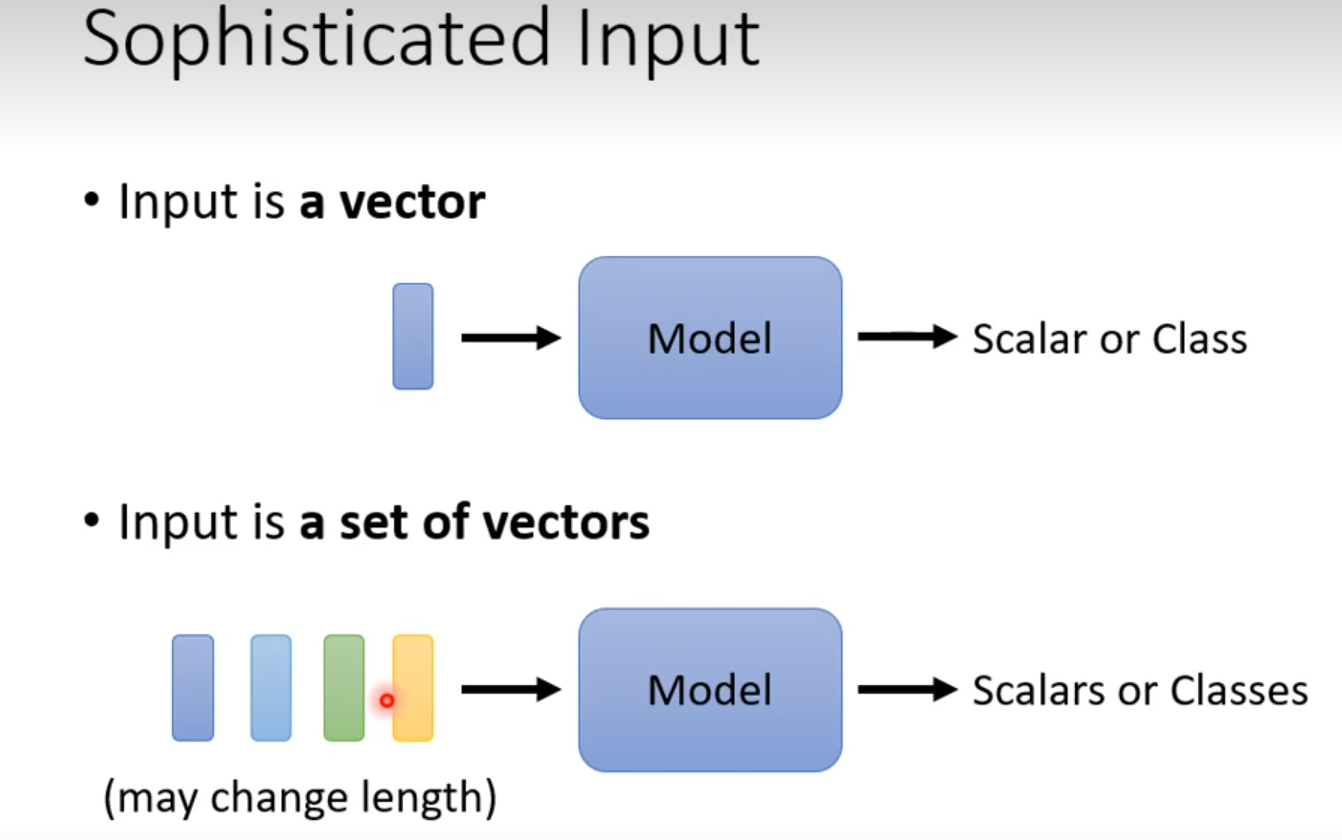 Sophisticated Input
• Input is a vector
Model
Scalar or Class
• Input is a set of vectors
Model
Scalars or Classes
(may change length)